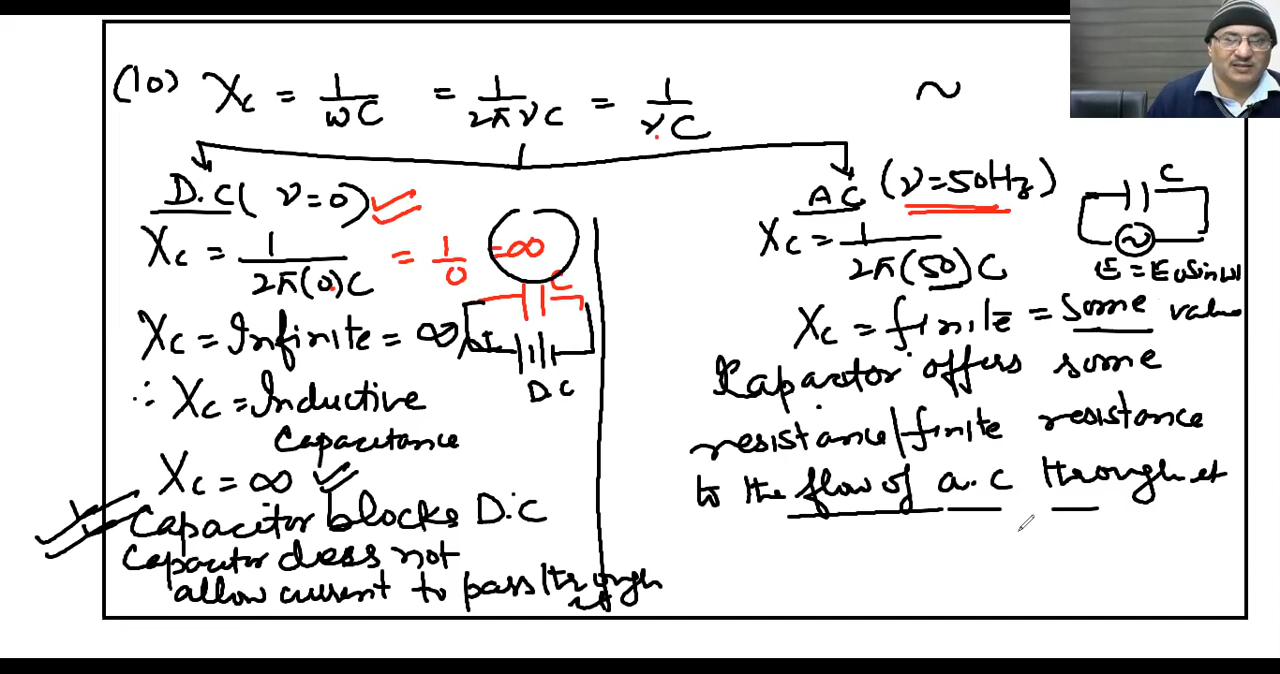 (10) Xc = 1/ωC = 1/2πνC = 1/νC
~
D.C (ν=0)
Xc = 1/2π(0)C = 1/0 = ∞
Xc = Infinite = ∞
C
D.C
∴ Xc = Inductive
Capacitance
Xc = ∞
Capacitor blocks D.C
Capacitor does not
allow current to pass through
it
AC (ν=50Hz)
Xc = 1/2π(50)C
C
~
E = E₀ sin ωt
Xc = finite = some value
Capacitor offers some
resistance/finite resistance
to the flow of a.c through it